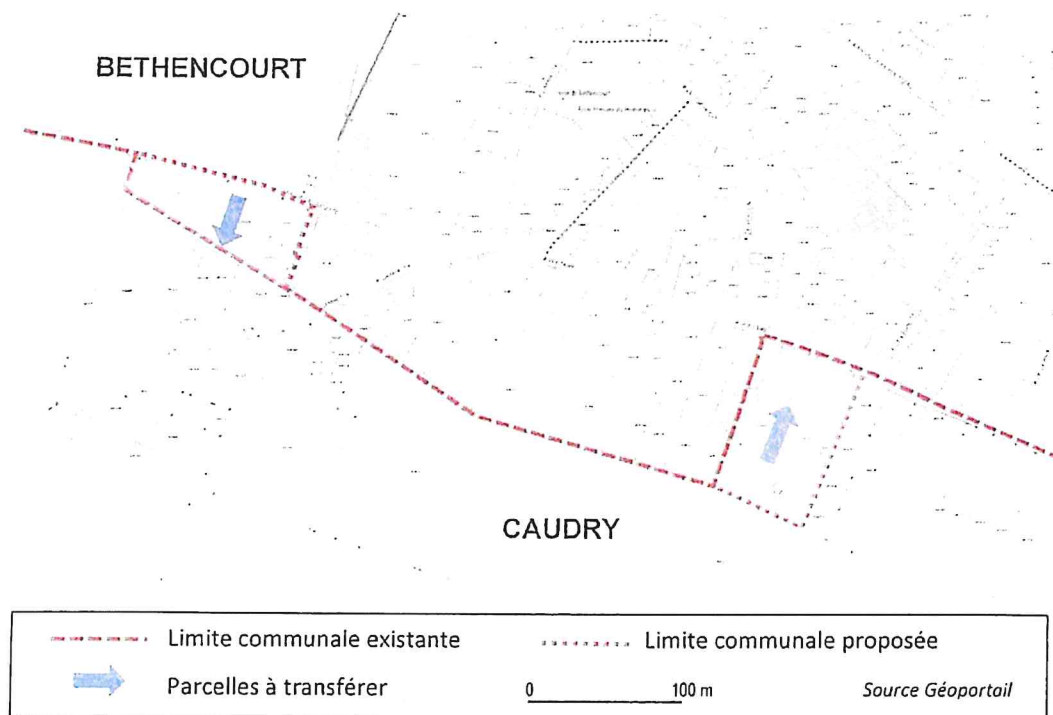 BETHENCOURT
CAUDRY
Limite communale existante
Limite communale proposée
Parcelles à transférer
0 100 m
Source Géoportail